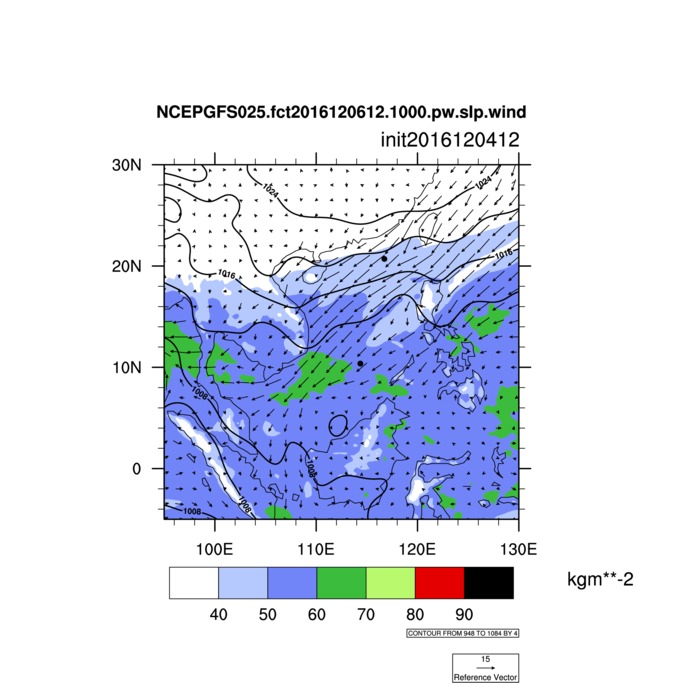 NCEPGFS025.fct2016120612.1000.pw.slp.wind
init2016120412
30N
1024
1024
20N
1016
1016
10N
1008
0
1008
1008
1008
100E 110E 120E 130E
kgm**-2
40 50 60 70 80 90
CONTOUR FROM 948 TO 1084 BY 4
15
Reference Vector